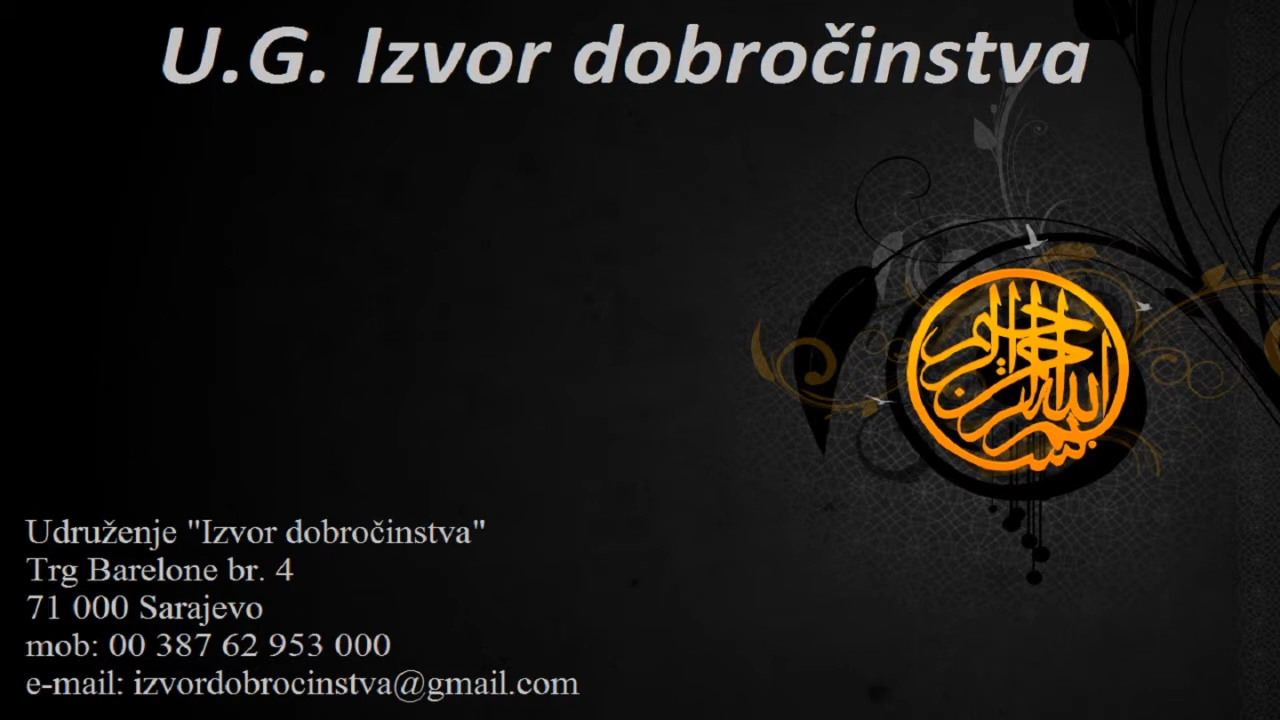 U.G. Izvor dobročinstva
بسم الله الرحمن الرحيم
Udruženje "Izvor dobročinstva"
Trg Barelone br. 4
71 000 Sarajevo
mob: 00 387 62 953 000
e-mail: izvordobrocinstva@gmail.com